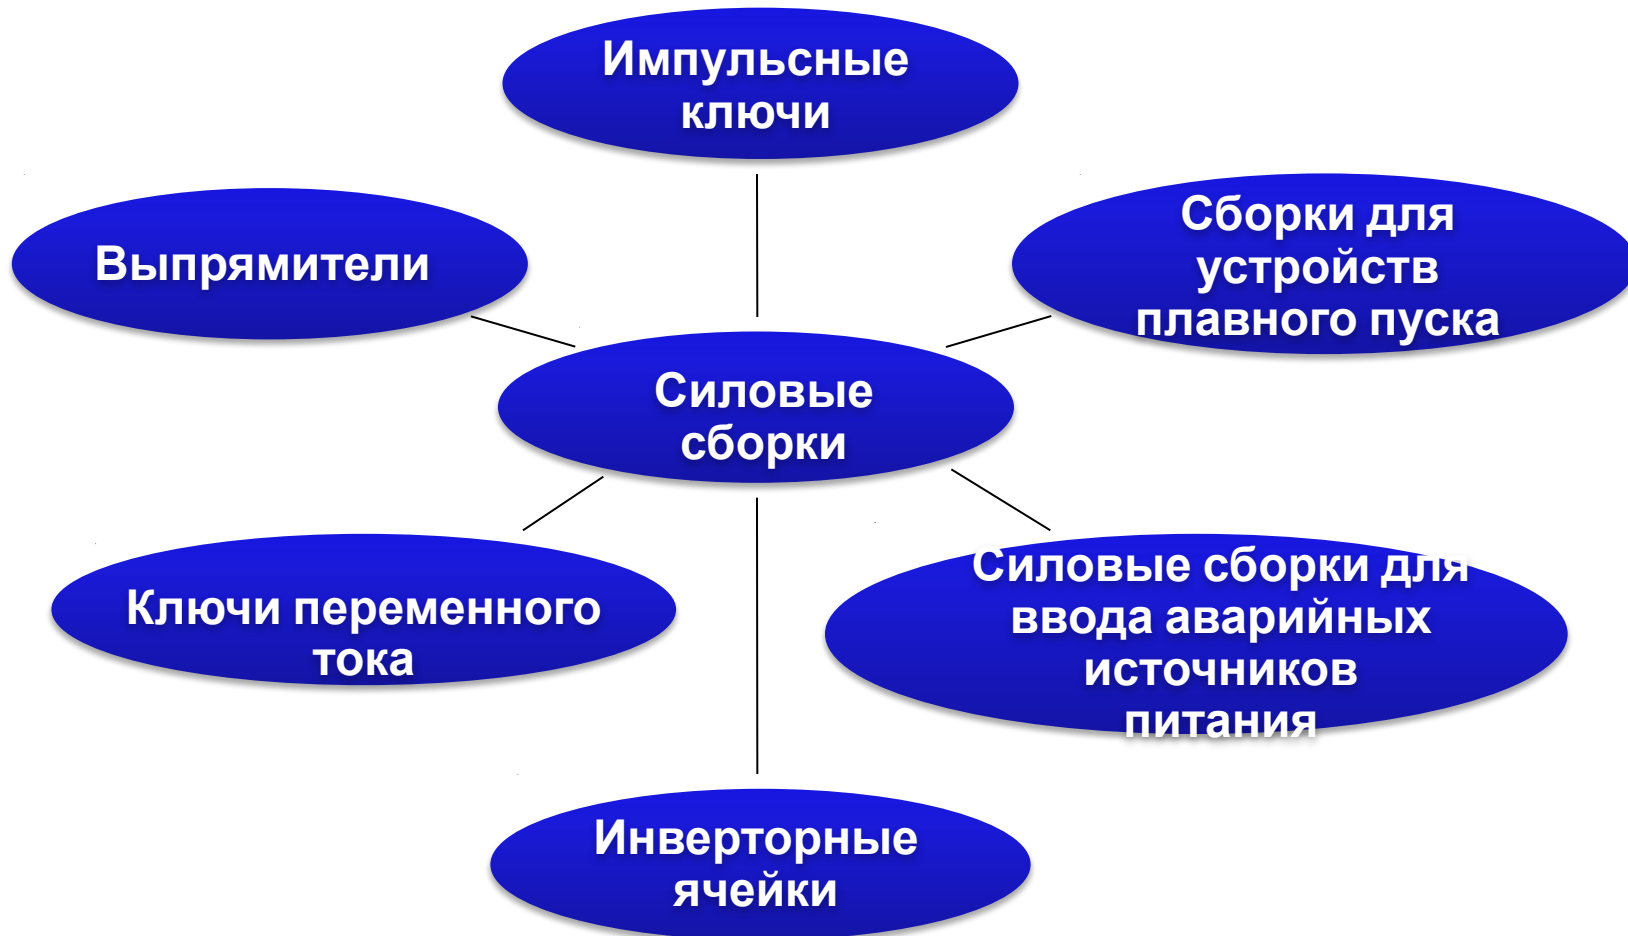 Импульсные
ключи
Выпрямители
Сборки для
устройств
плавного пуска
Силовые
сборки
Ключи переменного
тока
Силовые сборки для
ввода аварийных
источников
питания
Инверторные
ячейки